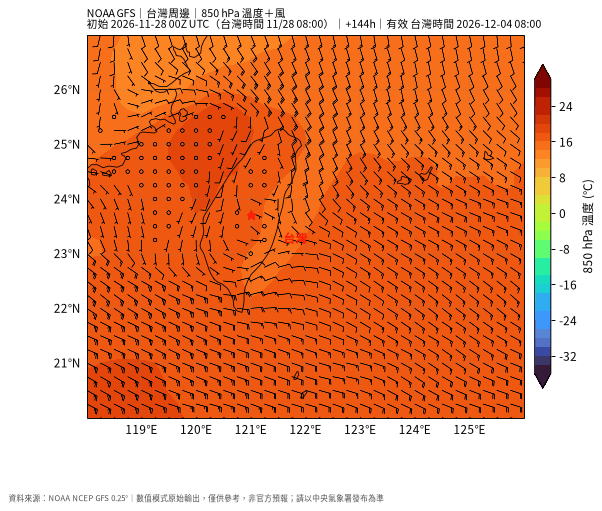 NOAA GFS｜台灣周邊｜850 hPa 溫度＋風
初始 2026-11-28 00Z UTC（台灣時間 11/28 08:00）｜+144h｜有效 台灣時間 2026-12-04 08:00
26°N
25°N
24°N
23°N
22°N
21°N
119°E 120°E 121°E 122°E 123°E 124°E 125°E
台灣
24
16
8
0
-8
-16
-24
-32
850 hPa 溫度 (°C)
資料來源：NOAA NCEP GFS 0.25°｜數值模式原始輸出，僅供參考，非官方預報；請以中央氣象署發布為準